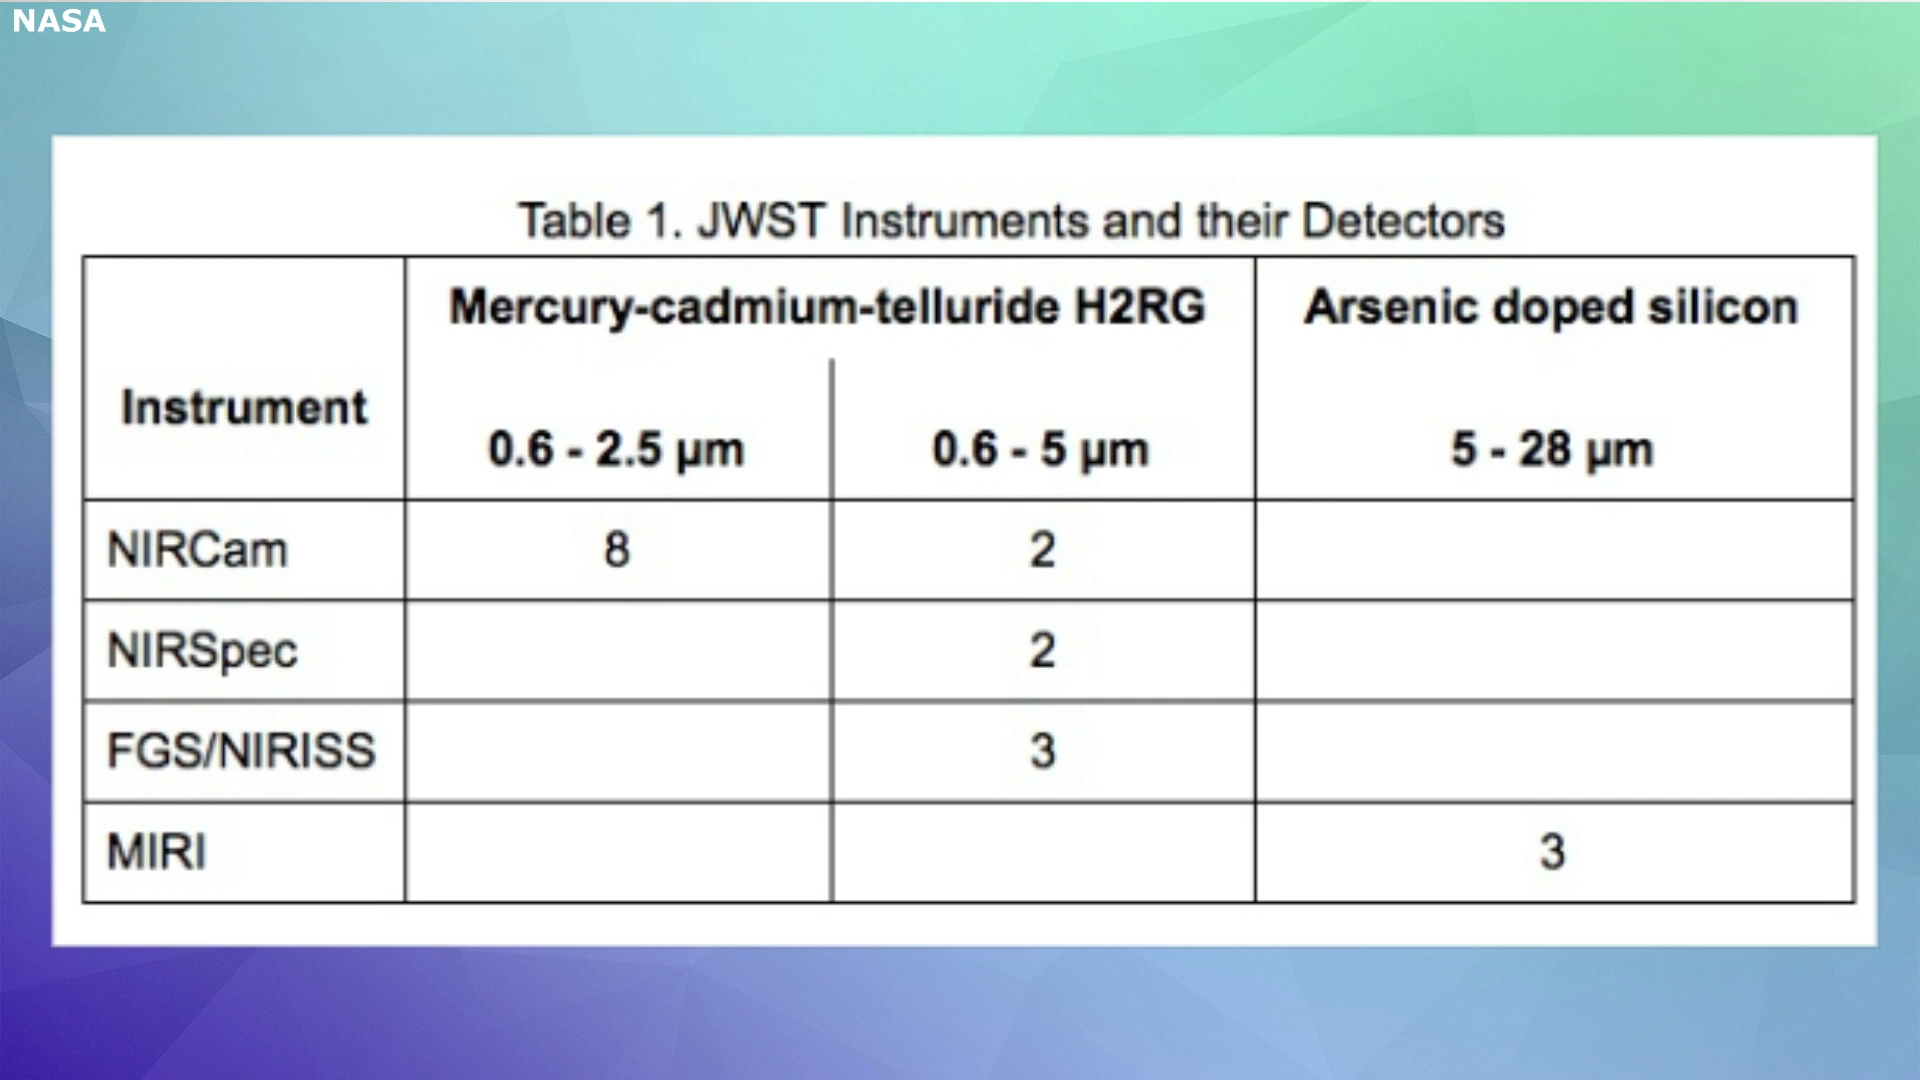 NASA
Table 1. JWST Instruments and their Detectors
Instrument
Mercury-cadmium-telluride H2RG
Arsenic doped silicon
0.6 - 2.5 µm
0.6 - 5 µm
5 - 28 µm
NIRCam 8 2
NIRSpec 2
FGS/NIRISS 3
MIRI 3